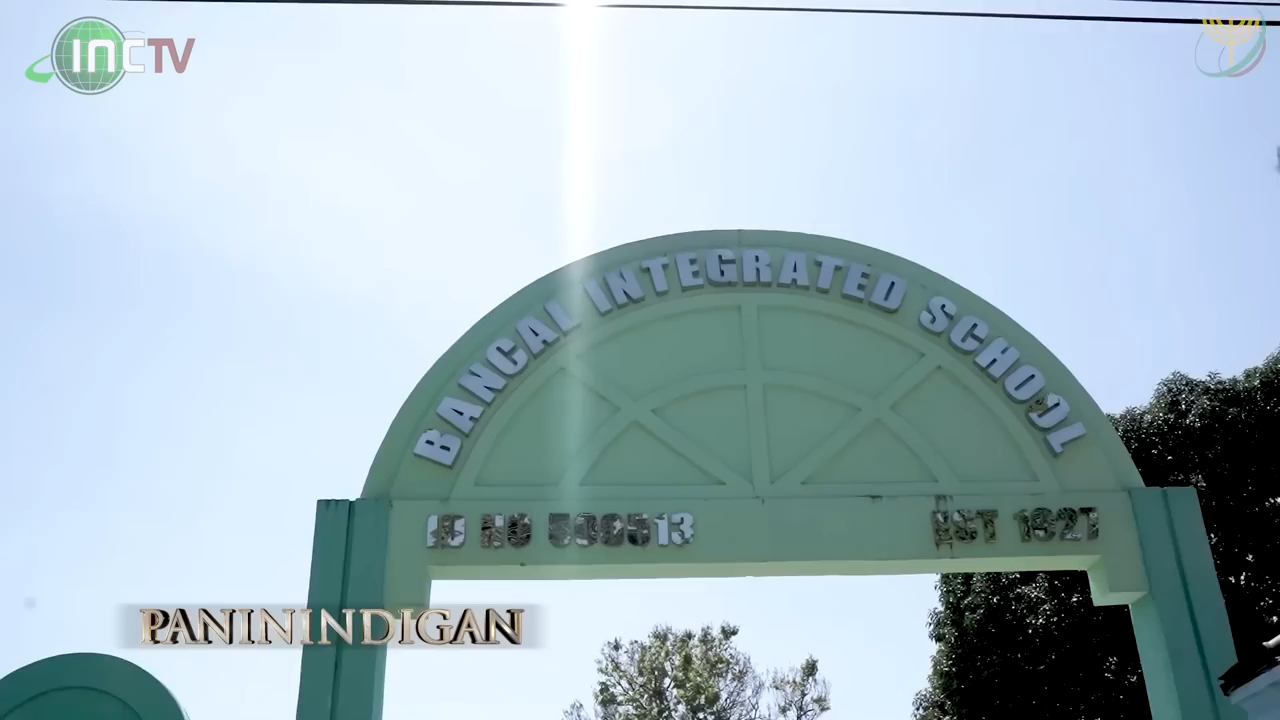 INCTV
BANCAL INTEGRATED SCHOOL
ID NO 500513
EST 1927
PANININDIGAN